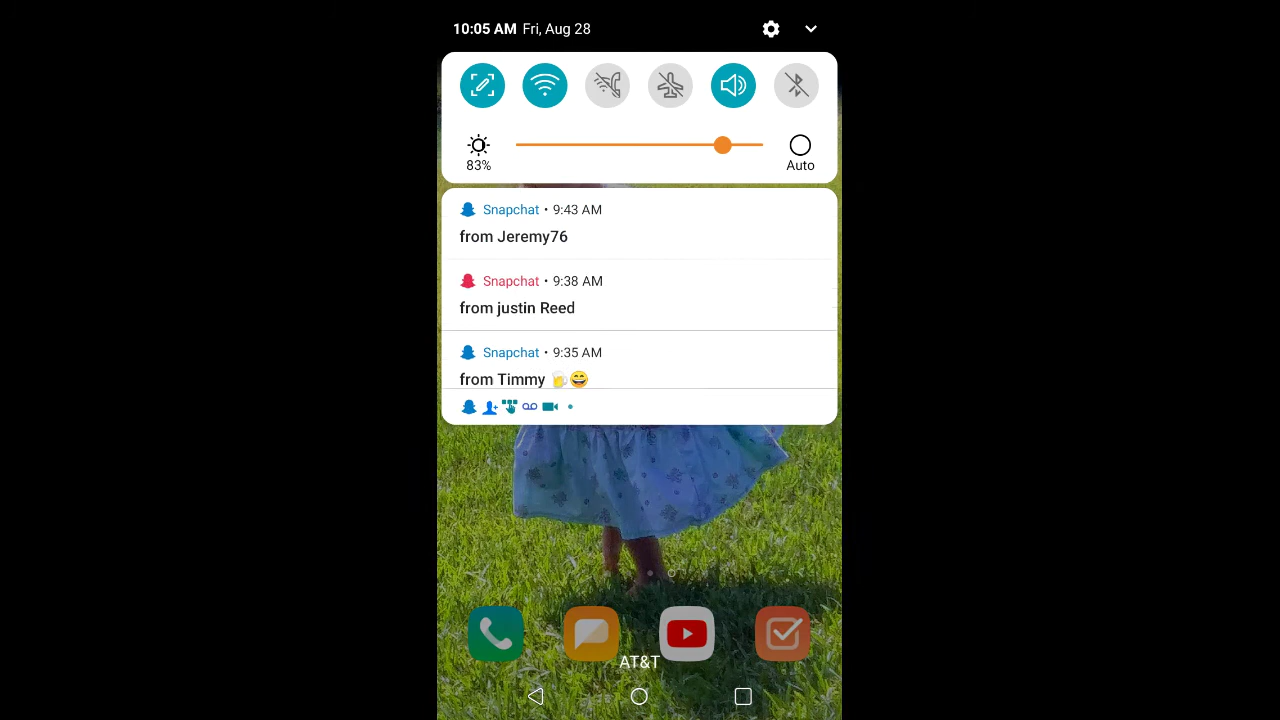 10:05 AM Fri, Aug 28
83%
Auto
Snapchat • 9:43 AM
from Jeremy76
Snapchat • 9:38 AM
from justin Reed
Snapchat • 9:35 AM
from Timmy 🍺😄
AT&T